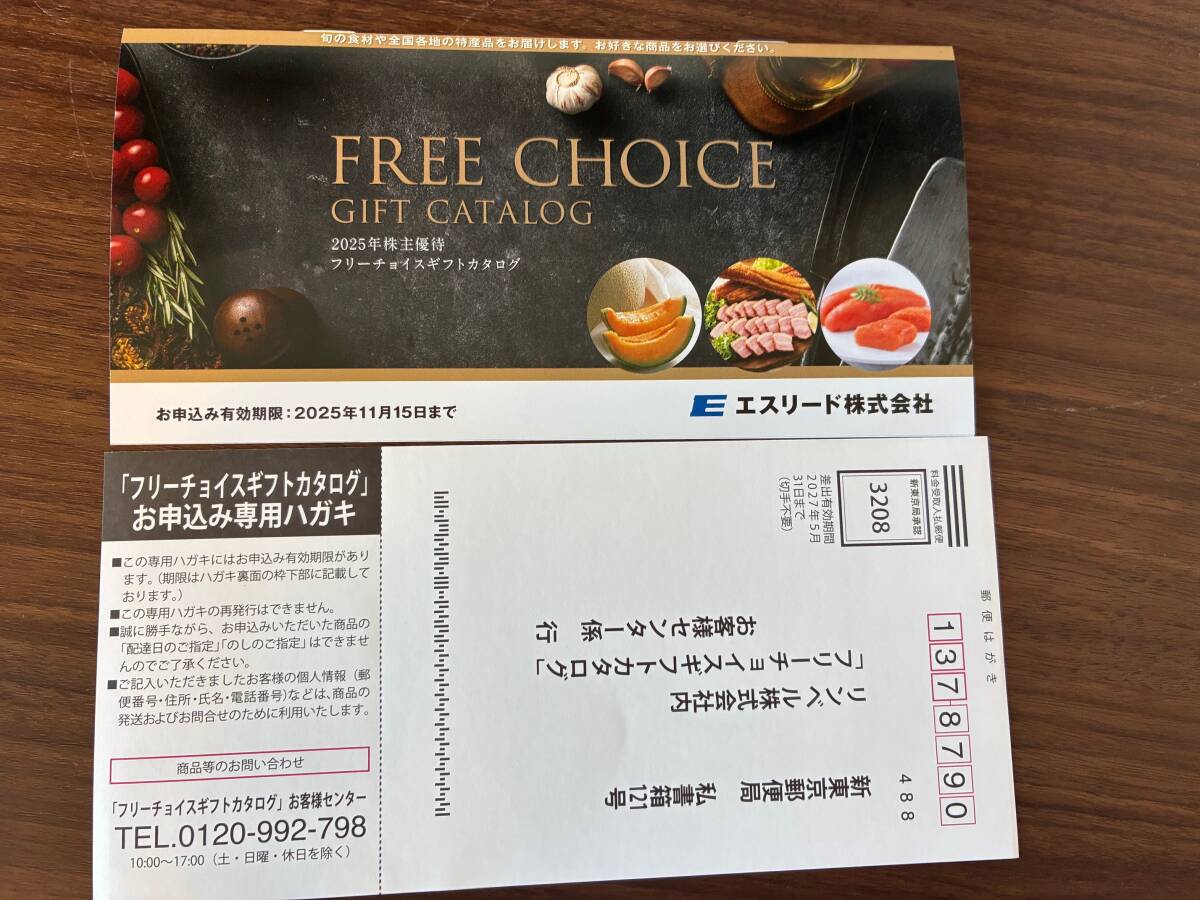 旬の食材や全国各地の特産品をお届けします。お好きな商品をお選びください。
FREE CHOICE
GIFT CATALOG
2025年株主優待
フリーチョイスギフトカタログ
お申込み有効期限：2025年11月15日まで
エスリード株式会社
「フリーチョイスギフトカタログ」
お申込み専用ハガキ
■この専用ハガキにはお申込み有効期限があり
ます。（期限はハガキ裏面の枠下部に記載して
おります。）
■この専用ハガキの再発行はできません。
■誠に勝手ながら、お申込みいただいた商品の
「配達日のご指定」「のしのご指定」はできませ
んのでご了承ください。
■ご記入いただきましたお客様の個人情報（郵
便番号・住所・氏名・電話番号）などは、商品の
発送およびお問合せのために利用いたします。
商品等のお問い合わせ
「フリーチョイスギフトカタログ」お客様センター
TEL.0120-992-798
10:00～17:00（土・日曜・休日を除く）
郵便はがき
1378790
488
料金受取人払郵便
新東京局承認
3208
差出有効期間
2027年5月
31日まで
（切手不要）
新東京郵便局 私書箱121号
リンベル株式会社内
「フリーチョイスギフトカタログ」
お客様センター係 行